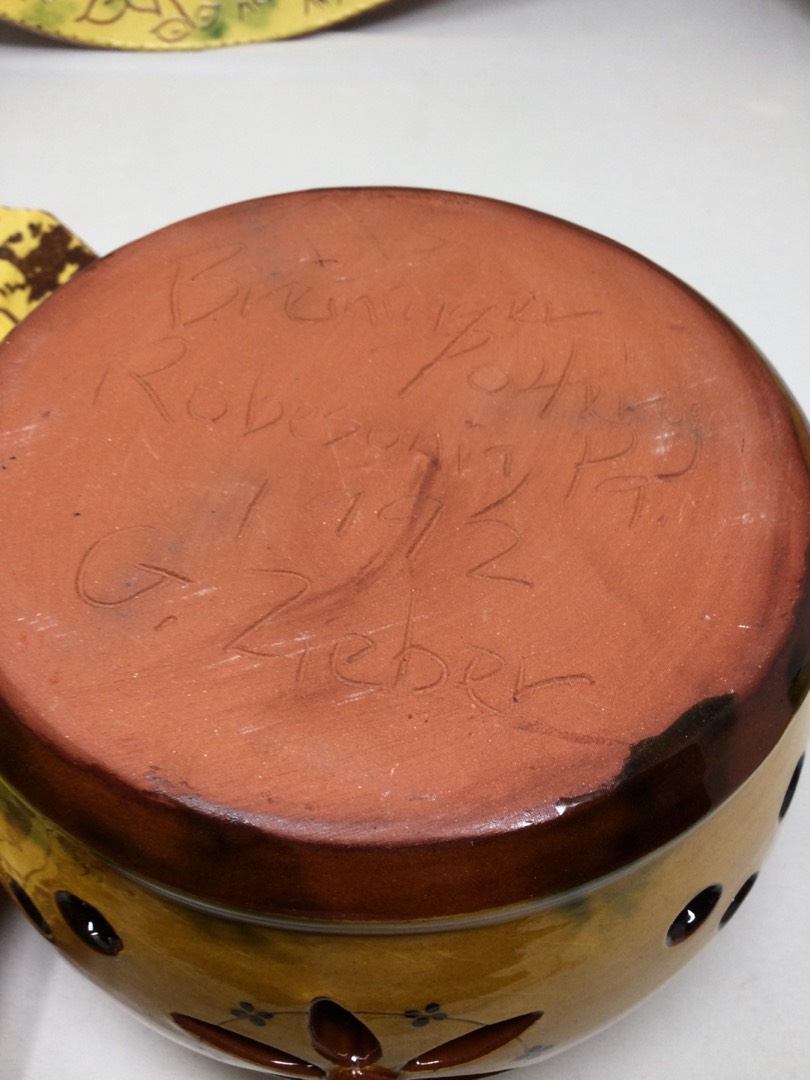 Breininger
Pottery
Robesonia PA.
1992
G. Zieber